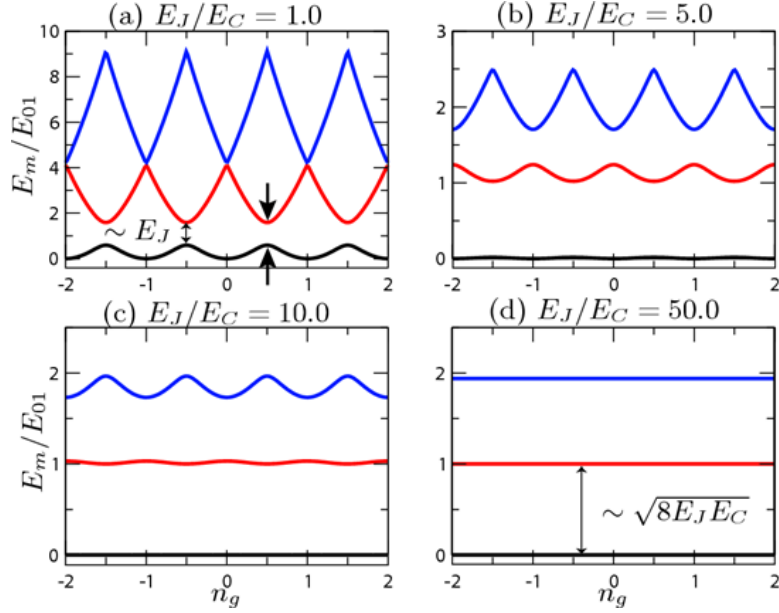 (a) E_J/E_C = 1.0
(b) E_J/E_C = 5.0
E_m/E_01
10
8
6
4
2
0
∼ E_J
-2 -1 0 1 2
3
2
1
0
-2 -1 0 1 2
(c) E_J/E_C = 10.0
(d) E_J/E_C = 50.0
E_m/E_01
2
1
0
-2 -1 0 1 2
n_g
2
1
0
∼ √8E_JE_C
-2 -1 0 1 2
n_g